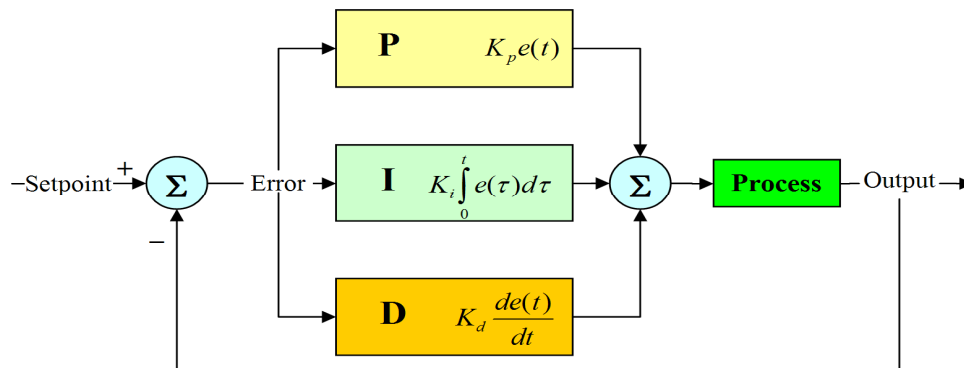 P K_p e(t)
–Setpoint + Σ Error I K_i ∫_0^t e(τ)dτ Σ Process Output
−
D K_d de(t)/dt